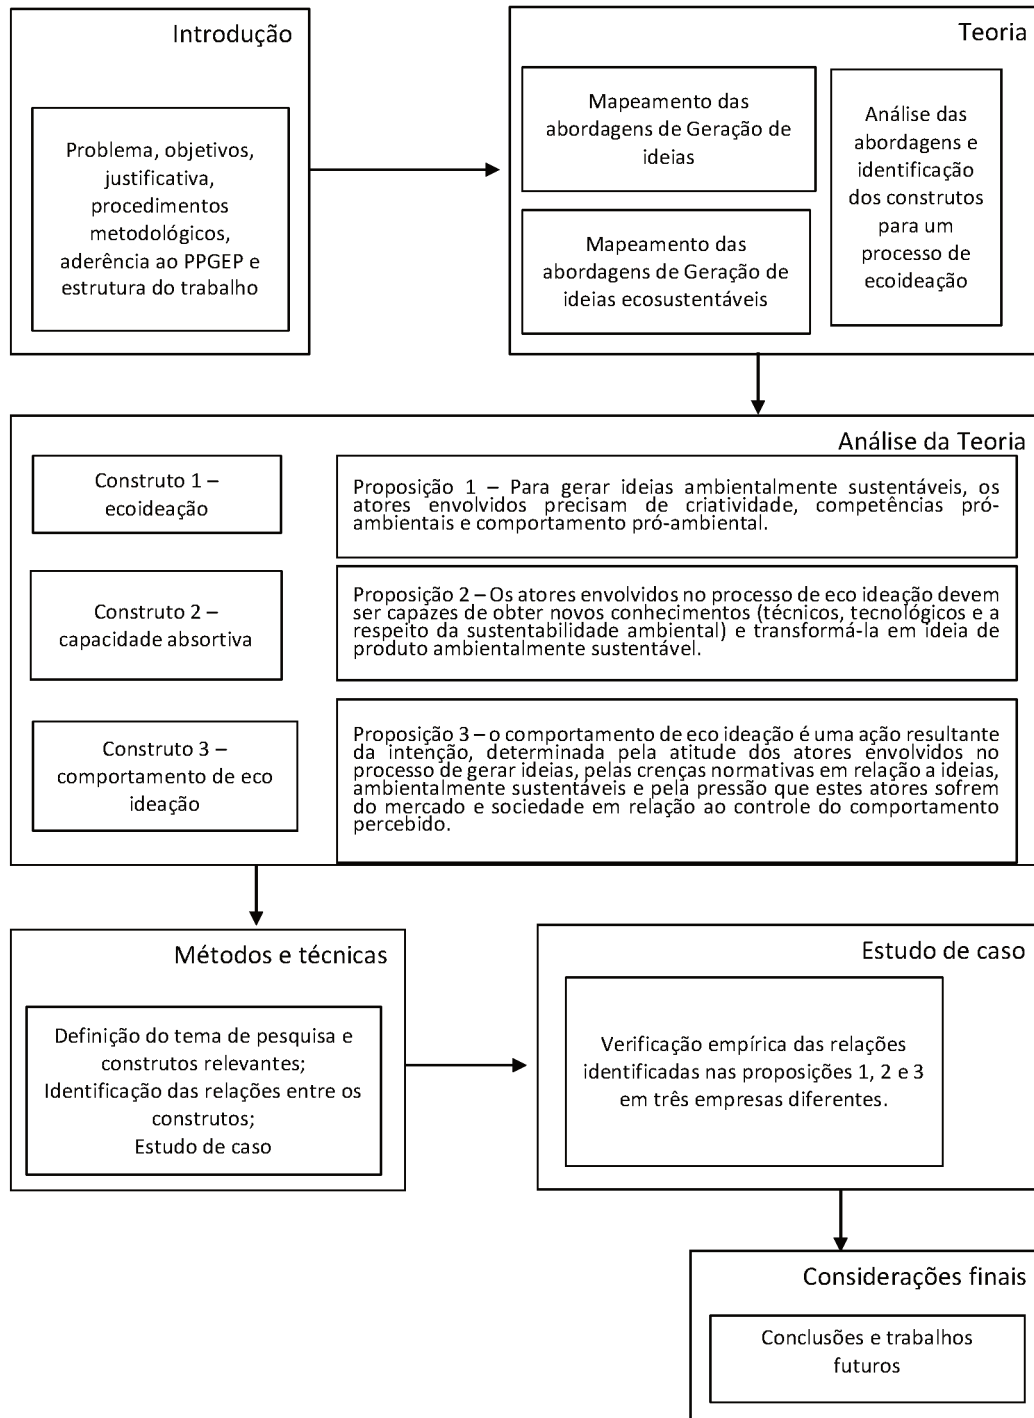 Introdução
Problema, objetivos,
justificativa,
procedimentos
metodológicos,
aderência ao PPGEP e
estrutura do trabalho
Teoria
Mapeamento das
abordagens de Geração de
ideias
Mapeamento das
abordagens de Geração de
ideias ecosustentáveis
Análise das
abordagens e
identificação
dos construtos
para um
processo de
ecoideação
Análise da Teoria
Construto 1 –
ecoideação
Proposição 1 – Para gerar ideias ambientalmente sustentáveis, os
atores envolvidos precisam de criatividade, competências pró-
ambientais e comportamento pró-ambiental.
Construto 2 –
capacidade absortiva
Proposição 2 – Os atores envolvidos no processo de eco ideação devem
ser capazes de obter novos conhecimentos (técnicos, tecnológicos e a
respeito da sustentabilidade ambiental) e transformá-la em ideia de
produto ambientalmente sustentável.
Construto 3 –
comportamento de eco
ideação
Proposição 3 – o comportamento de eco ideação é uma ação resultante
da intenção, determinada pela atitude dos atores envolvidos no
processo de gerar ideias, pelas crenças normativas em relação a ideias,
ambientalmente sustentáveis e pela pressão que estes atores sofrem
do mercado e sociedade em relação ao controle do comportamento
percebido.
Métodos e técnicas
Definição do tema de pesquisa e
construtos relevantes;
Identificação das relações entre os
construtos;
Estudo de caso
Estudo de caso
Verificação empírica das relações
identificadas nas proposições 1, 2 e 3
em três empresas diferentes.
Considerações finais
Conclusões e trabalhos
futuros